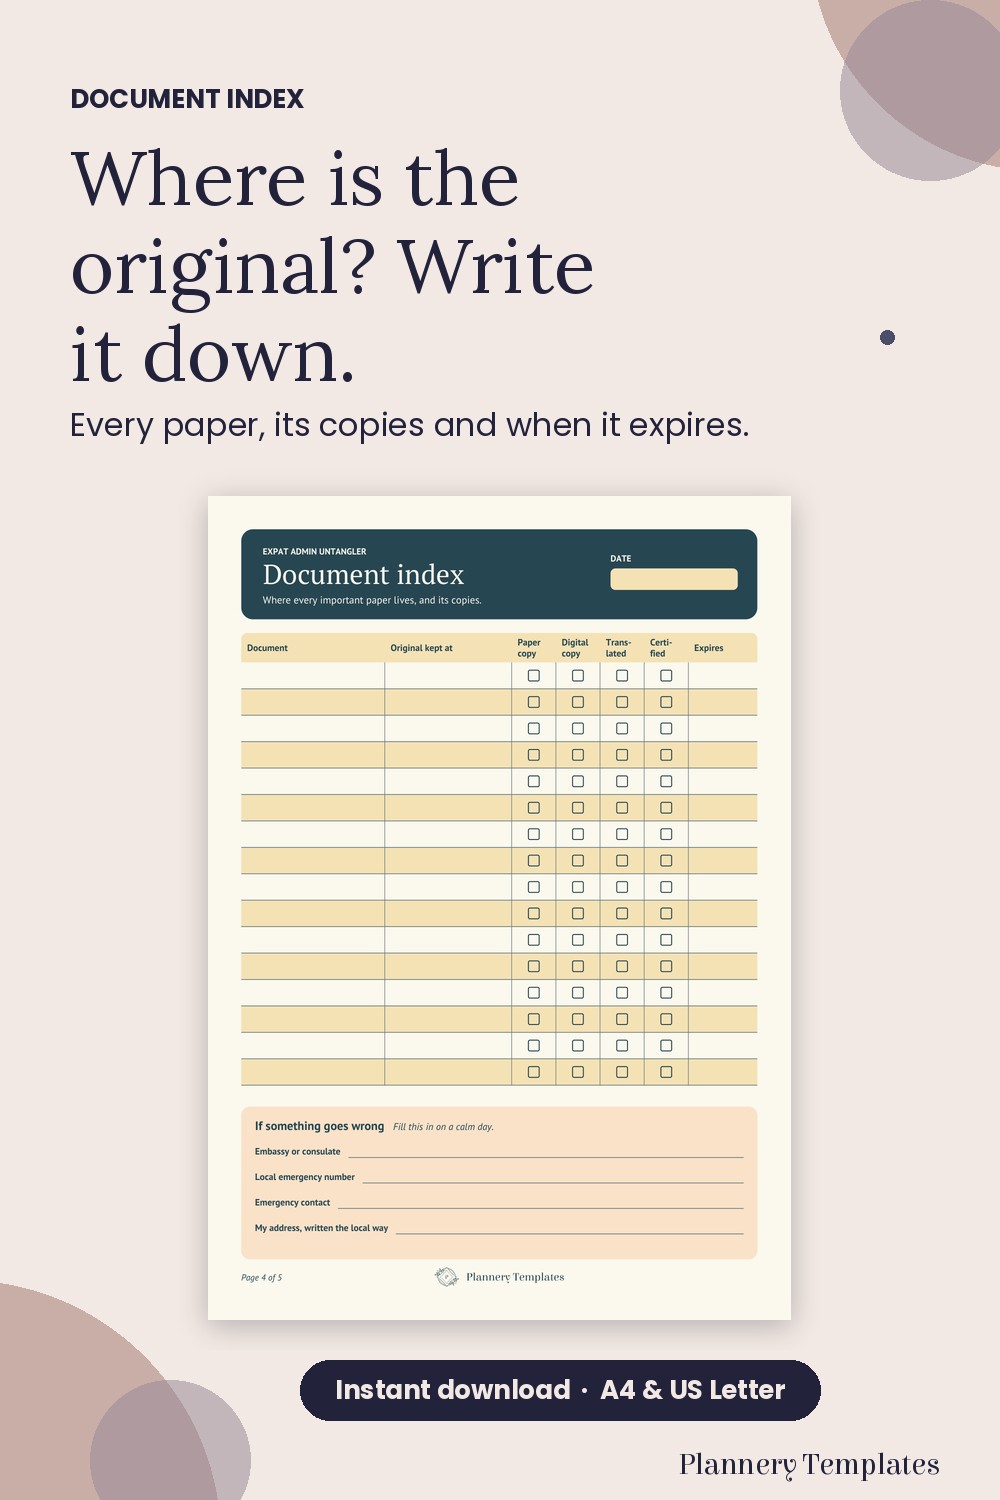 DOCUMENT INDEX
Where is the
original? Write
it down.
Every paper, its copies and when it expires.
EXPAT ADMIN UNTANGLER
Document index
Where every important paper lives, and its copies.
DATE
Document Original kept at Paper copy Digital copy Trans-lated Certi-fied Expires
If something goes wrong Fill this in on a calm day.
Embassy or consulate
Local emergency number
Emergency contact
My address, written the local way
Page 4 of 5
Plannery Templates
Instant download · A4 & US Letter
Plannery Templates